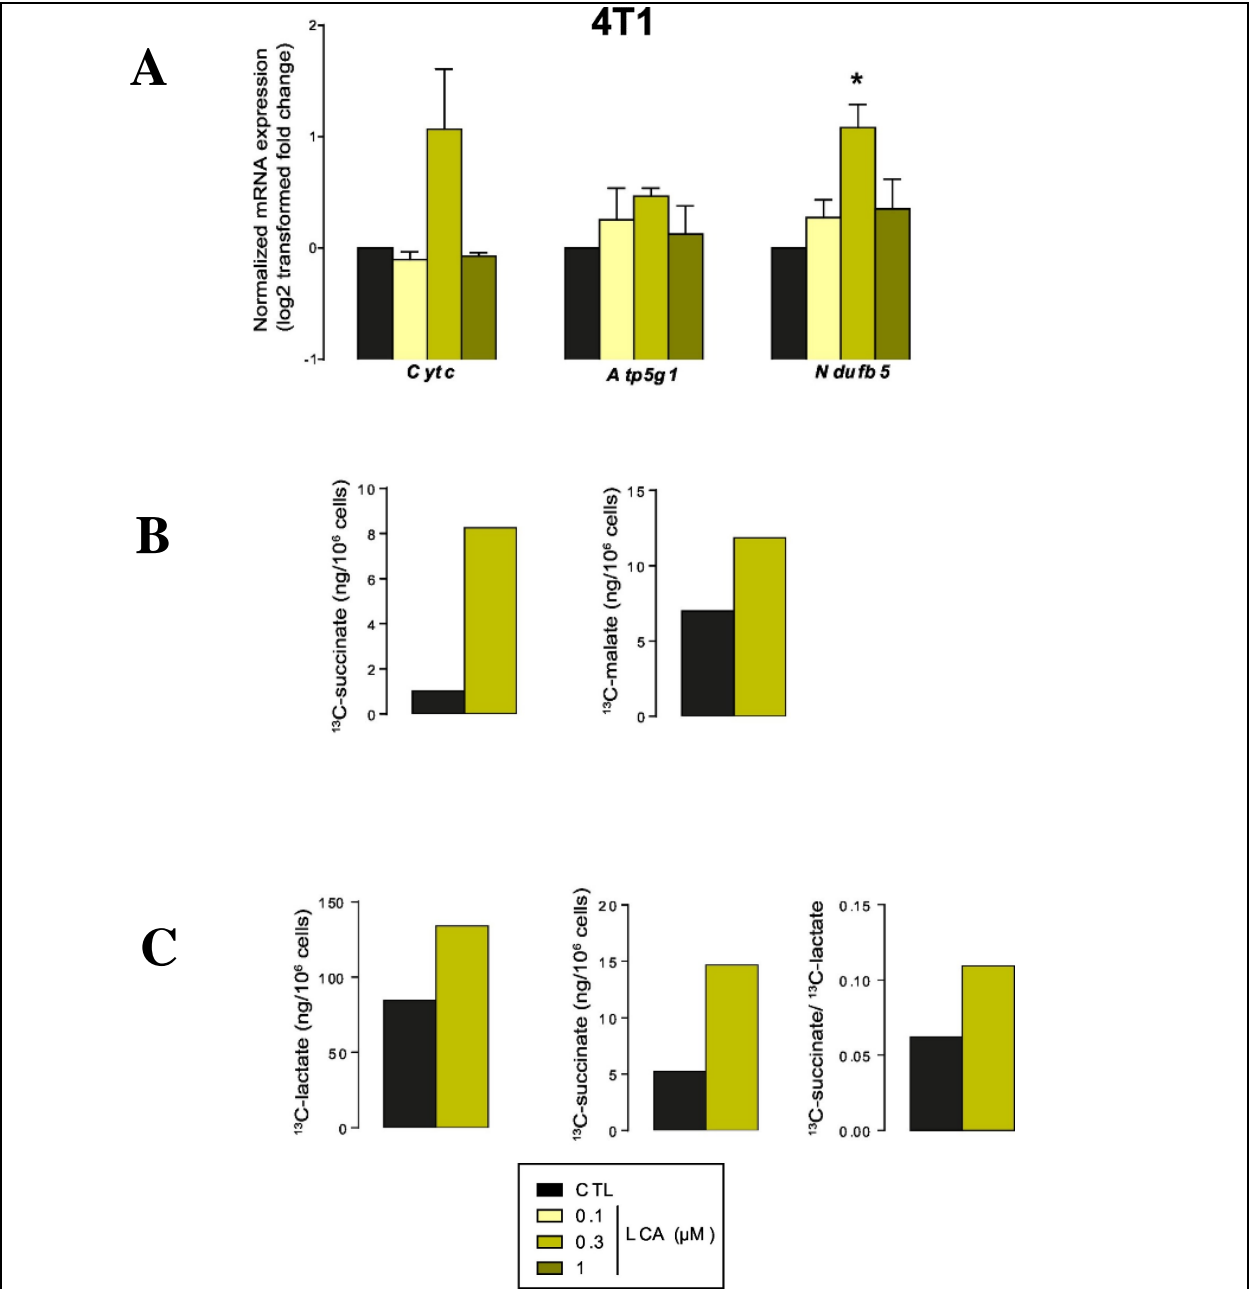 4T1
A
Normalized mRNA expression
(log2 transformed fold change)
2
1
0
-1
*
Cytc
Atp5g1
Ndufb5
B
¹³C-succinate (ng/10⁶ cells)
10
8
6
4
2
0
¹³C-malate (ng/10⁶ cells)
15
10
5
0
C
¹³C-lactate (ng/10⁶ cells)
150
100
50
0
¹³C-succinate (ng/10⁶ cells)
20
15
10
5
0
¹³C-succinate/ ¹³C-lactate
0.15
0.10
0.05
0.00
CTL
0.1
0.3
1
LCA (µM)